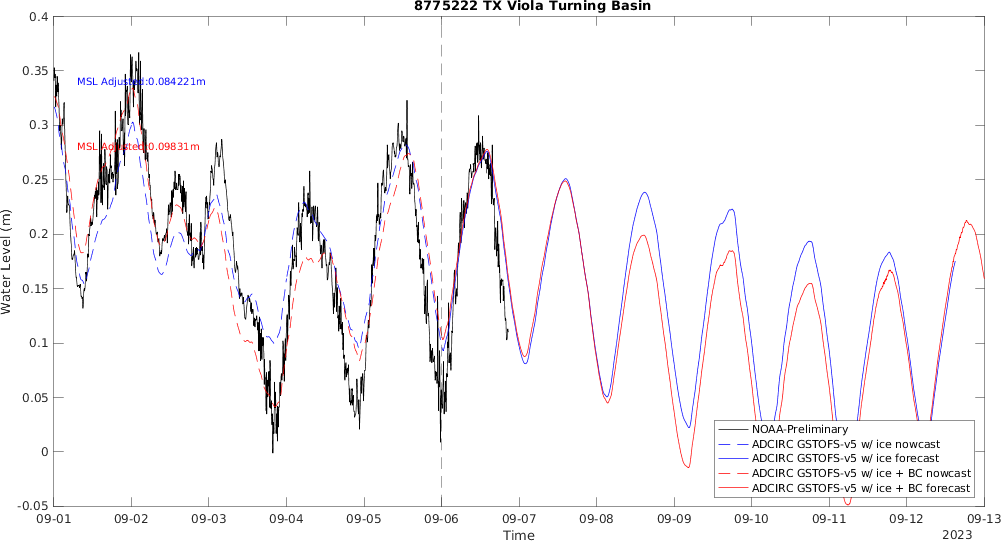 8775222 TX Viola Turning Basin
0.4
0.35
0.3
0.25
0.2
0.15
0.1
0.05
0
-0.05
Water Level (m)
MSL Adjusted:0.084221m
MSL Adjusted:0.09831m
NOAA-Preliminary
ADCIRC GSTOFS-v5 w/ ice nowcast
ADCIRC GSTOFS-v5 w/ ice forecast
ADCIRC GSTOFS-v5 w/ ice + BC nowcast
ADCIRC GSTOFS-v5 w/ ice + BC forecast
09-01 09-02 09-03 09-04 09-05 09-06 09-07 09-08 09-09 09-10 09-11 09-12 09-13
Time
2023